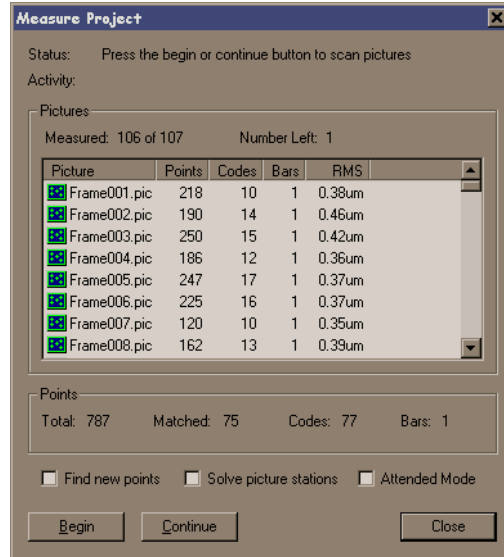 Measure Project
Status: Press the begin or continue button to scan pictures
Activity:
Pictures
Measured: 106 of 107 Number Left: 1
Picture Points Codes Bars RMS
Frame001.pic 218 10 1 0.38um
Frame002.pic 190 14 1 0.46um
Frame003.pic 250 15 1 0.42um
Frame004.pic 186 12 1 0.36um
Frame005.pic 247 17 1 0.37um
Frame006.pic 225 16 1 0.37um
Frame007.pic 120 10 1 0.35um
Frame008.pic 162 13 1 0.39um
Points
Total: 787 Matched: 75 Codes: 77 Bars: 1
Find new points Solve picture stations Attended Mode
Begin Continue Close